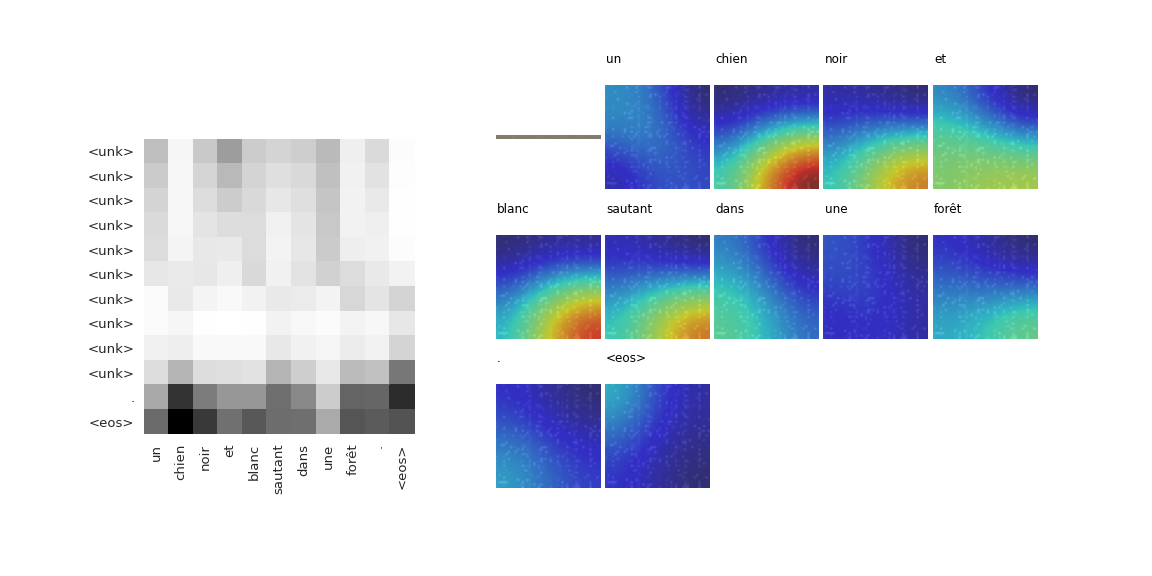 <unk>
<unk>
<unk>
<unk>
<unk>
<unk>
<unk>
<unk>
<unk>
<unk>
.
<eos>
un chien noir et blanc sautant dans une forêt . <eos>
un chien noir et
blanc sautant dans une forêt
. <eos>